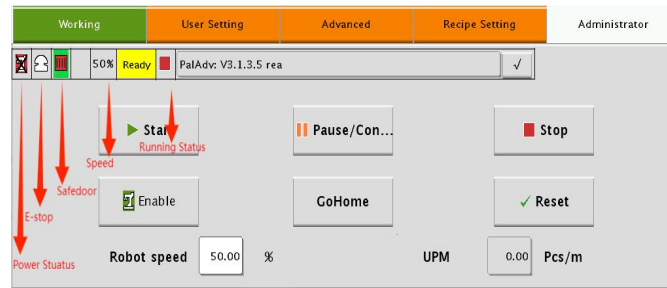 Working User Setting Advanced Recipe Setting Administrator
50% Ready PalAdv: V3.1.3.5 rea √
Star Pause/Con... Stop
Running Status
Speed
Safedoor
Enable GoHome ✓ Reset
E-stop
Robot speed 50.00 % UPM 0.00 Pcs/m
Power Stuatus